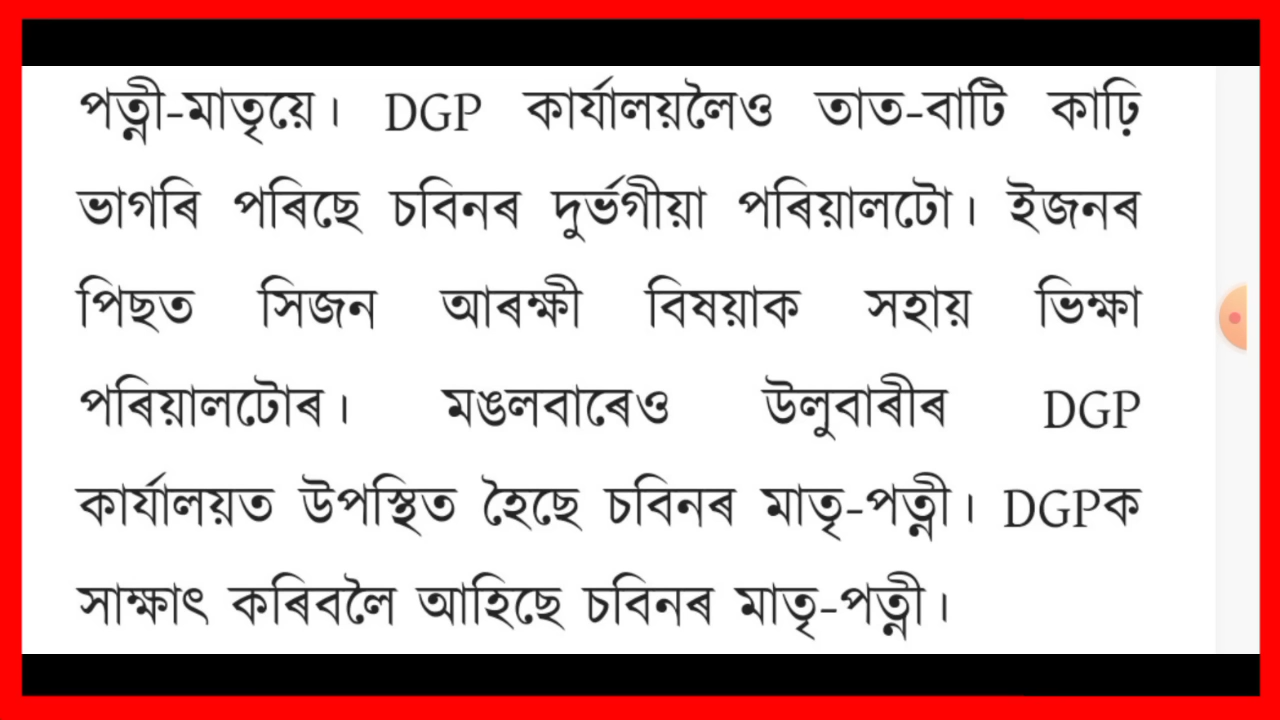 পত্নী-মাতৃয়ে। DGP কাৰ্যালয়লৈও তাত-বাটি কাঢ়ি
ভাগৰি পৰিছে চবিনৰ দুৰ্ভগীয়া পৰিয়ালটো। ইজনৰ
পিছত সিজন আৰক্ষী বিষয়াক সহায় ভিক্ষা
পৰিয়ালটোৰ। মঙলবাৰেও উলুবাৰীৰ DGP
কাৰ্যালয়ত উপস্থিত হৈছে চবিনৰ মাতৃ-পত্নী। DGPক
সাক্ষাৎ কৰিবলৈ আহিছে চবিনৰ মাতৃ-পত্নী।